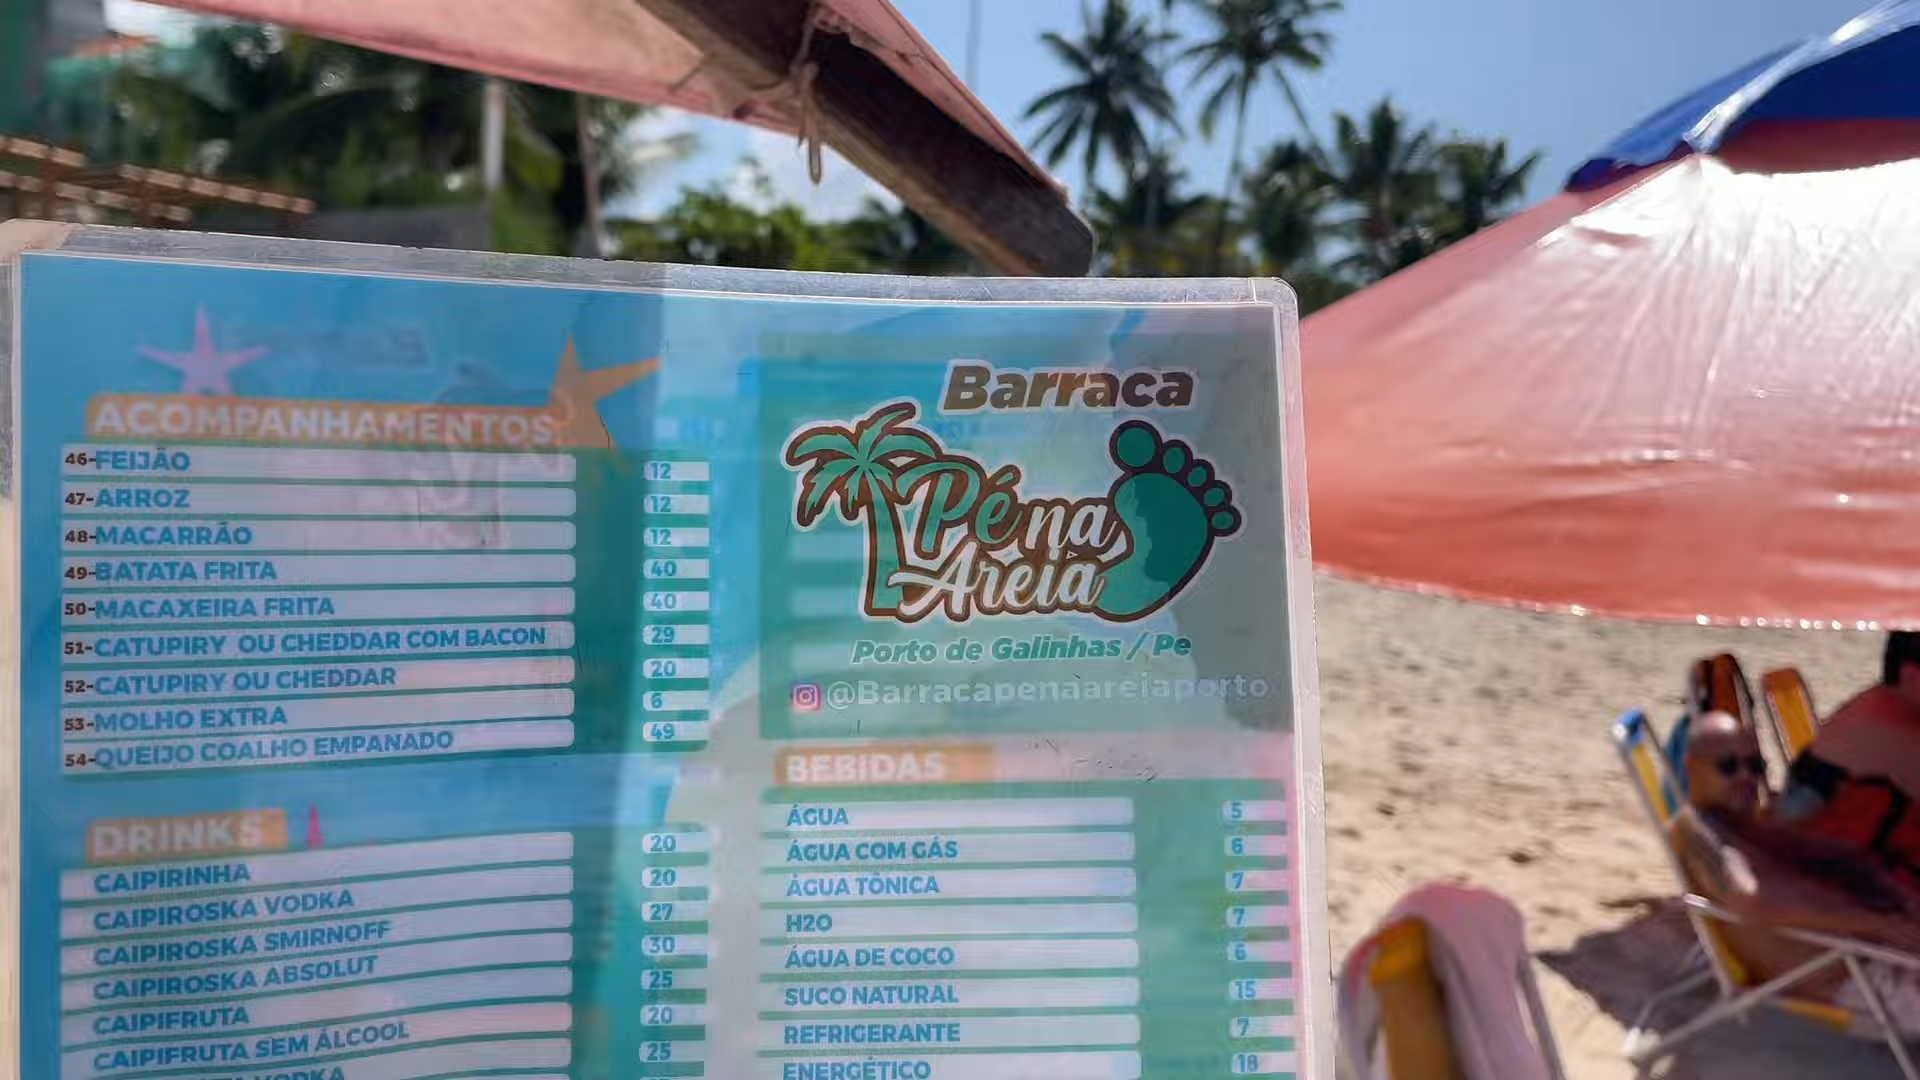 ACOMPANHAMENTOS
46-FEIJÃO 12
47-ARROZ 12
48-MACARRÃO 12
49-BATATA FRITA 40
50-MACAXEIRA FRITA 40
51-CATUPIRY OU CHEDDAR COM BACON 29
52-CATUPIRY OU CHEDDAR 20
53-MOLHO EXTRA 6
54-QUEIJO COALHO EMPANADO 49
DRINKS
CAIPIRINHA 20
CAIPIROSKA VODKA 20
CAIPIROSKA SMIRNOFF 27
CAIPIROSKA ABSOLUT 30
CAIPIFRUTA 25
CAIPIFRUTA SEM ÁLCOOL 20
VODKA 25
Barraca
Pé na
Areia
Porto de Galinhas / Pe
@Barracapenaareiaporto
BEBIDAS
ÁGUA 5
ÁGUA COM GÁS 6
ÁGUA TÔNICA 7
H2O 7
ÁGUA DE COCO 6
SUCO NATURAL 15
REFRIGERANTE 7
ENERGÉTICO 18